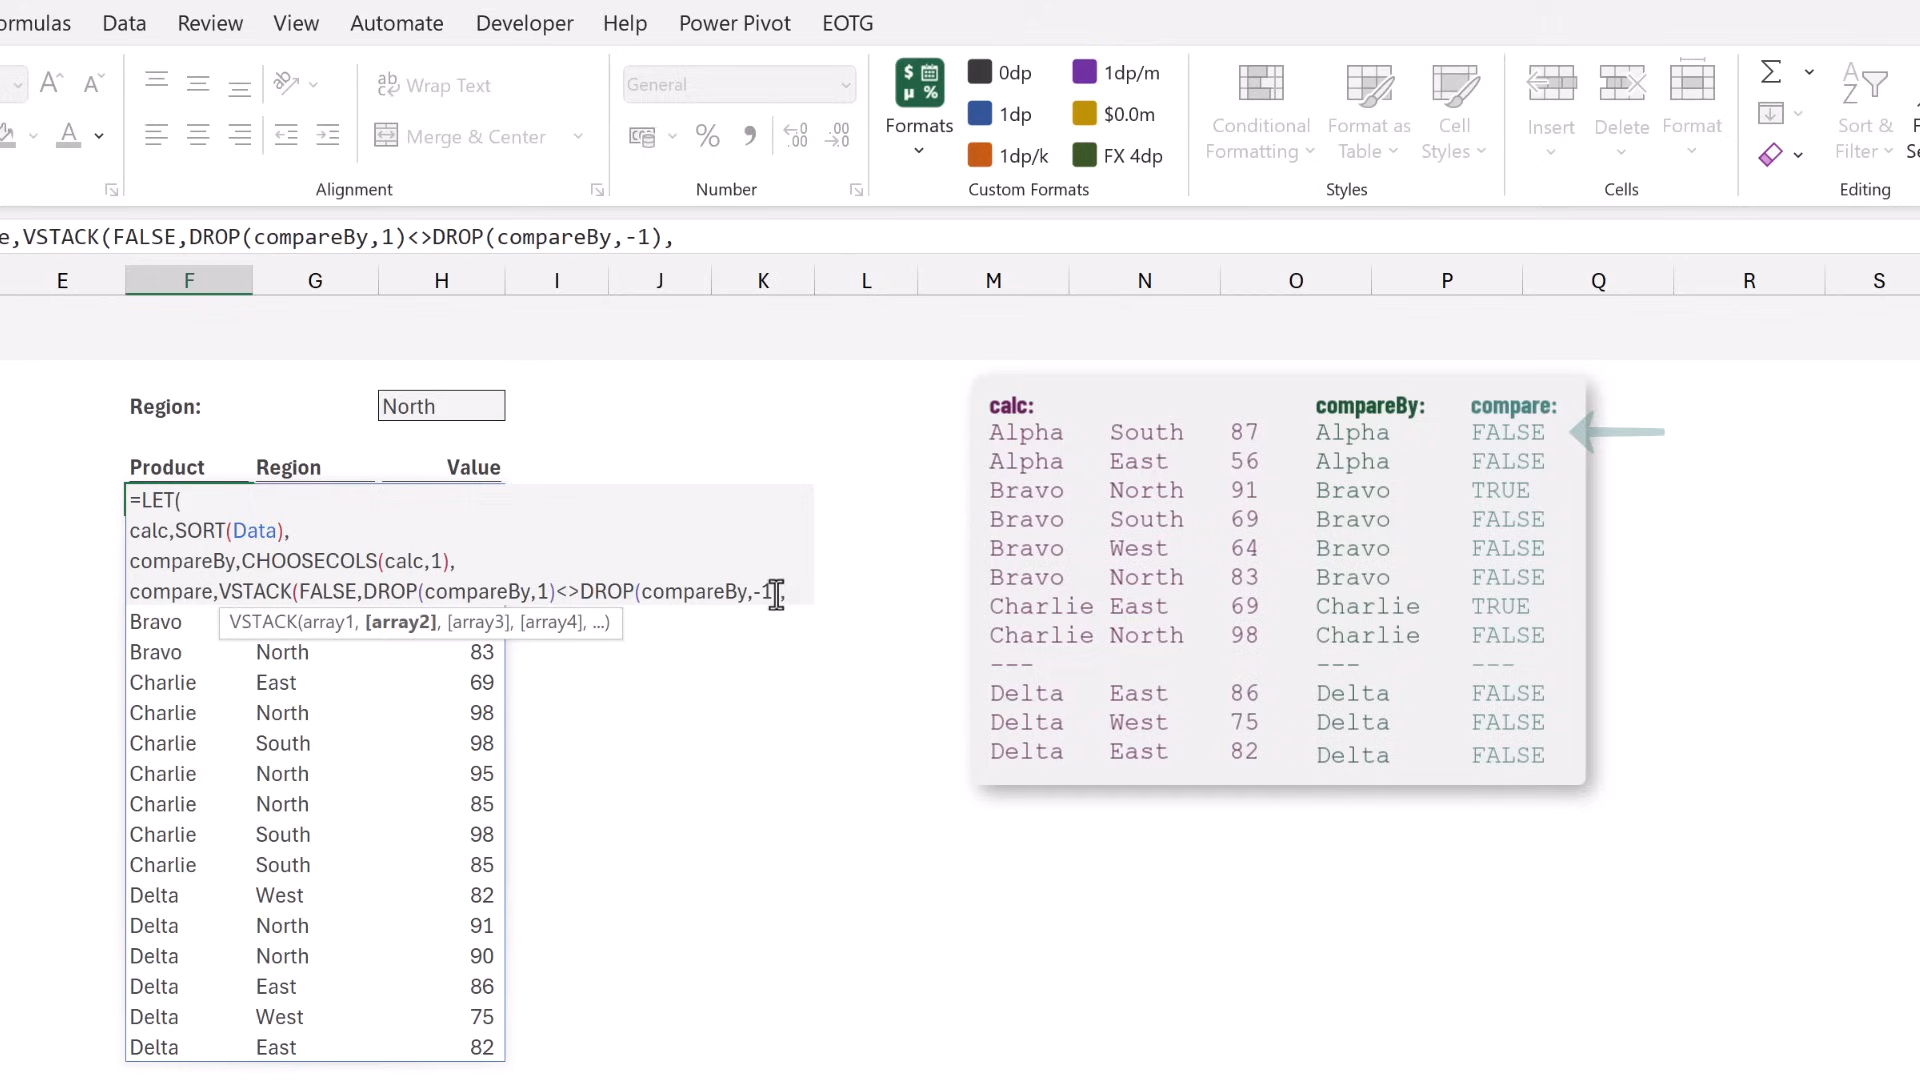 ormulas Data Review View Automate Developer Help Power Pivot EOTG
A A ab Wrap Text General $ µ % 0dp 1dp/m
A Merge & Center % 1dp $0.0m
Formats Conditional Formatting Format as Table Cell Styles Insert Delete Format Sort & Filter
1dp/k FX 4dp
Alignment Number Custom Formats Styles Cells Editing
e,VSTACK(FALSE,DROP(compareBy,1)<>DROP(compareBy,-1),
E F G H I J K L M N O P Q R S
Region: North
Product Region Value
=LET(
calc,SORT(Data),
compareBy,CHOOSECOLS(calc,1),
compare,VSTACK(FALSE,DROP(compareBy,1)<>DROP(compareBy,-1),
Bravo
VSTACK(array1, [array2], [array3], [array4], ...)
Bravo North 83
Charlie East 69
Charlie North 98
Charlie South 98
Charlie North 95
Charlie North 85
Charlie South 98
Charlie South 85
Delta West 82
Delta North 91
Delta North 90
Delta East 86
Delta West 75
Delta East 82
calc: compareBy: compare:
Alpha South 87 Alpha FALSE
Alpha East 56 Alpha FALSE
Bravo North 91 Bravo TRUE
Bravo South 69 Bravo FALSE
Bravo West 64 Bravo FALSE
Bravo North 83 Bravo FALSE
Charlie East 69 Charlie TRUE
Charlie North 98 Charlie FALSE
--- --- ---
Delta East 86 Delta FALSE
Delta West 75 Delta FALSE
Delta East 82 Delta FALSE